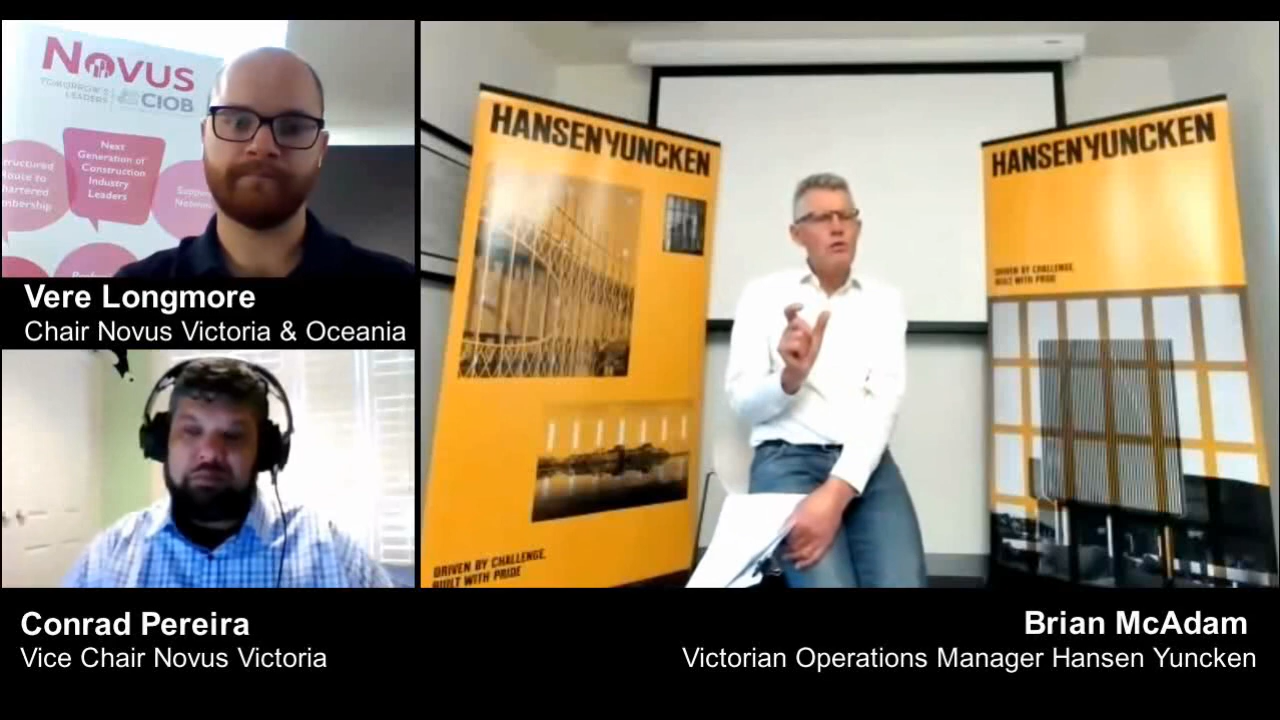 NOVUS
TOMORROW'S
LEADERS
CIOB
Next
Generation of
Construction
Industry
Leaders
Vere Longmore
Chair Novus Victoria & Oceania
Conrad Pereira
Vice Chair Novus Victoria
HANSENYUNCKEN
DRIVEN BY CHALLENGE.
BUILT WITH PRIDE
HANSENYUNCKEN
DRIVEN BY CHALLENGE.
BUILT WITH PRIDE
Brian McAdam
Victorian Operations Manager Hansen Yuncken